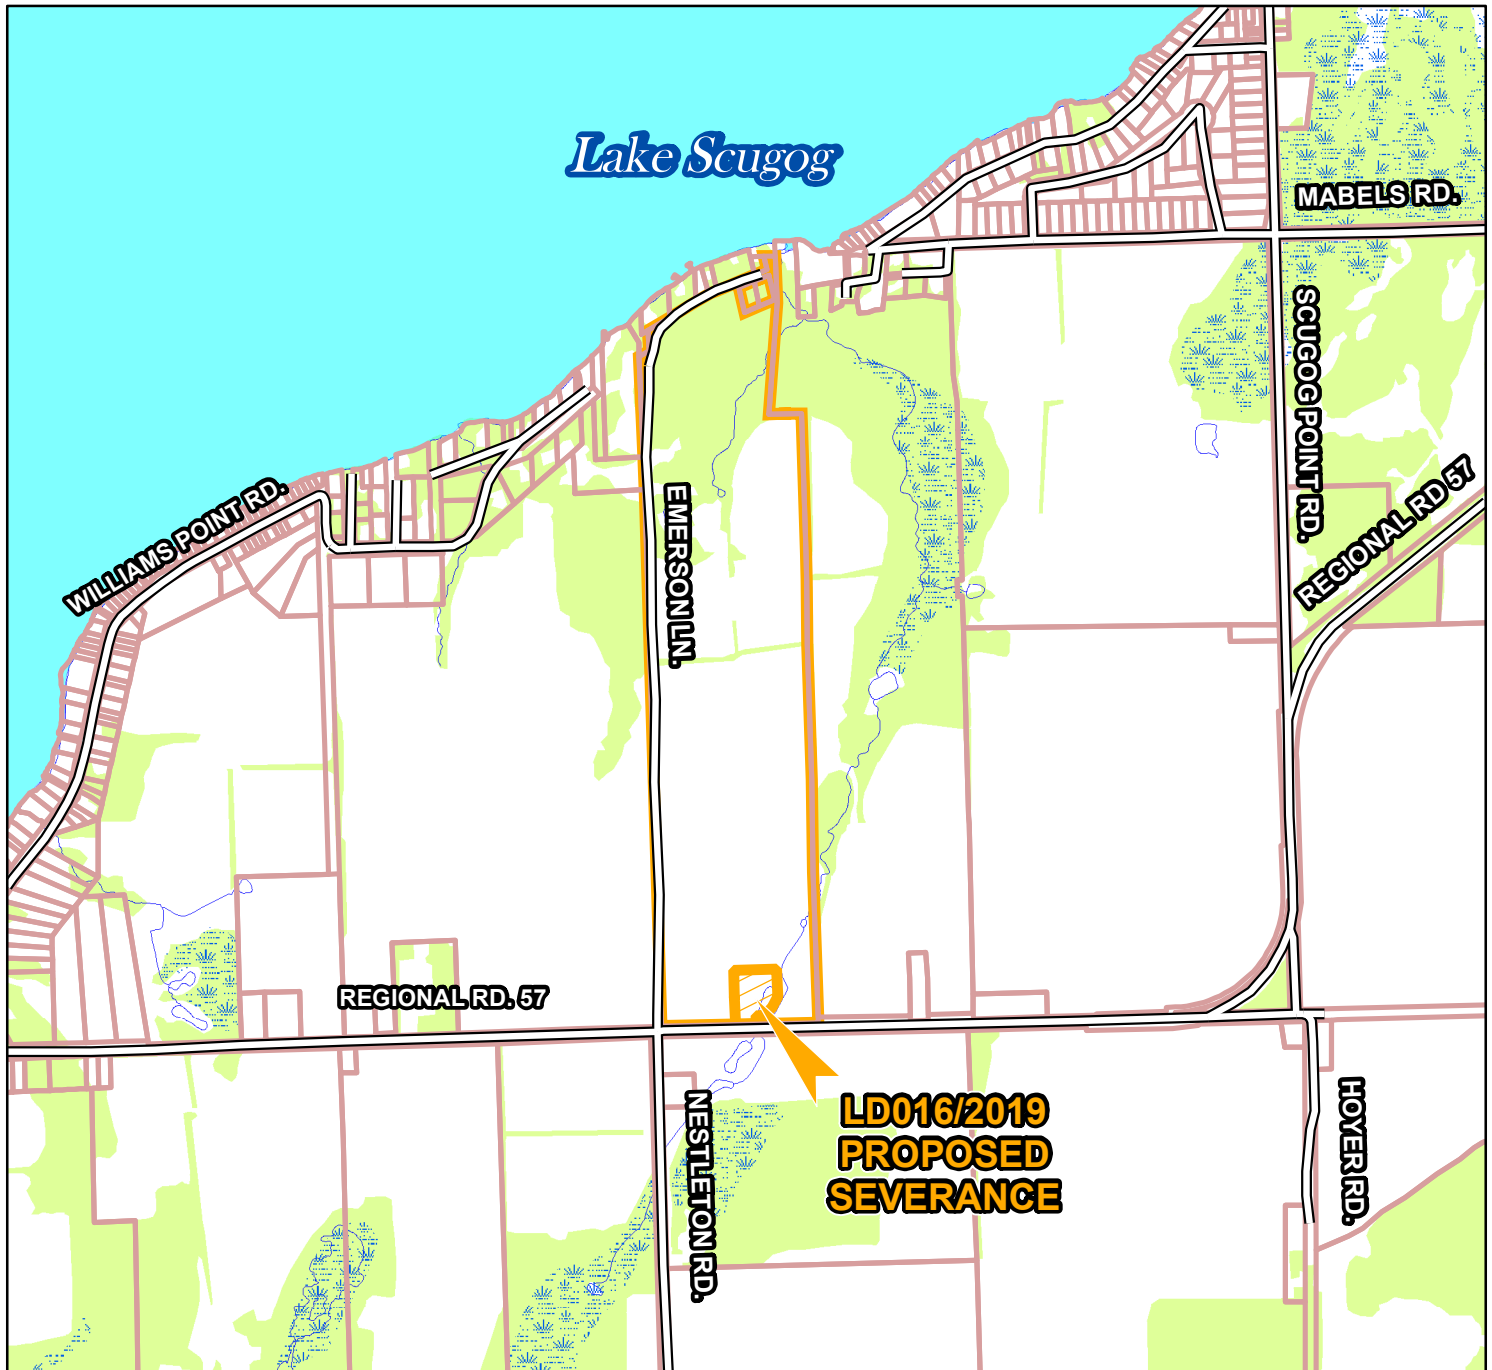 Lake Scugog
MABELS RD.
SCUGOG POINT RD.
REGIONAL RD 57
WILLIAMS POINT RD.
EMERSON LN.
REGIONAL RD. 57
LD016/2019
PROPOSED
SEVERANCE
NESTLETON RD.
HOYER RD.